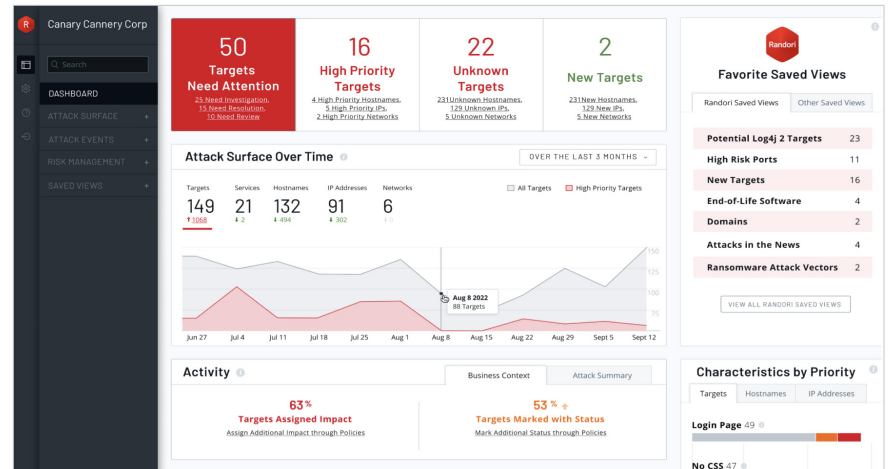 R
Canary Cannery Corp
Search
DASHBOARD
ATTACK SURFACE +
ATTACK EVENTS +
RISK MANAGEMENT +
SAVED VIEWS +
50
Targets
Need Attention
25 Need Investigation,
15 Need Resolution,
10 Need Review
16
High Priority
Targets
4 High Priority Hostnames,
5 High Priority IPs,
2 High Priority Networks
22
Unknown
Targets
231Unknown Hostnames,
129 Unknown IPs,
5 Unknown Networks
2
New Targets
231New Hostnames,
129 New IPs,
5 New Networks
Attack Surface Over Time
OVER THE LAST 3 MONTHS
Targets Services Hostnames IP Addresses Networks
149 21 132 91 6
↑ 1068 ↓ 2 ↓ 494 ↓ 302 ↓ 0
All Targets High Priority Targets
150
125
100
75
Aug 8 2022
88 Targets
Jun 27 Jul 4 Jul 11 Jul 18 Jul 25 Aug 1 Aug 8 Aug 15 Aug 22 Aug 29 Sept 5 Sept 12
Activity
Business Context Attack Summary
63%
Targets Assigned Impact
Assign Additional Impact through Policies
53 %
Targets Marked with Status
Mark Additional Status through Policies
Randori
Favorite Saved Views
Randori Saved Views Other Saved Views
Potential Log4j 2 Targets 23
High Risk Ports 11
New Targets 16
End-of-Life Software 4
Domains 2
Attacks in the News 4
Ransomware Attack Vectors 2
VIEW ALL RANDORI SAVED VIEWS
Characteristics by Priority
Targets Hostnames IP Addresses
Login Page 49
No CSS 47